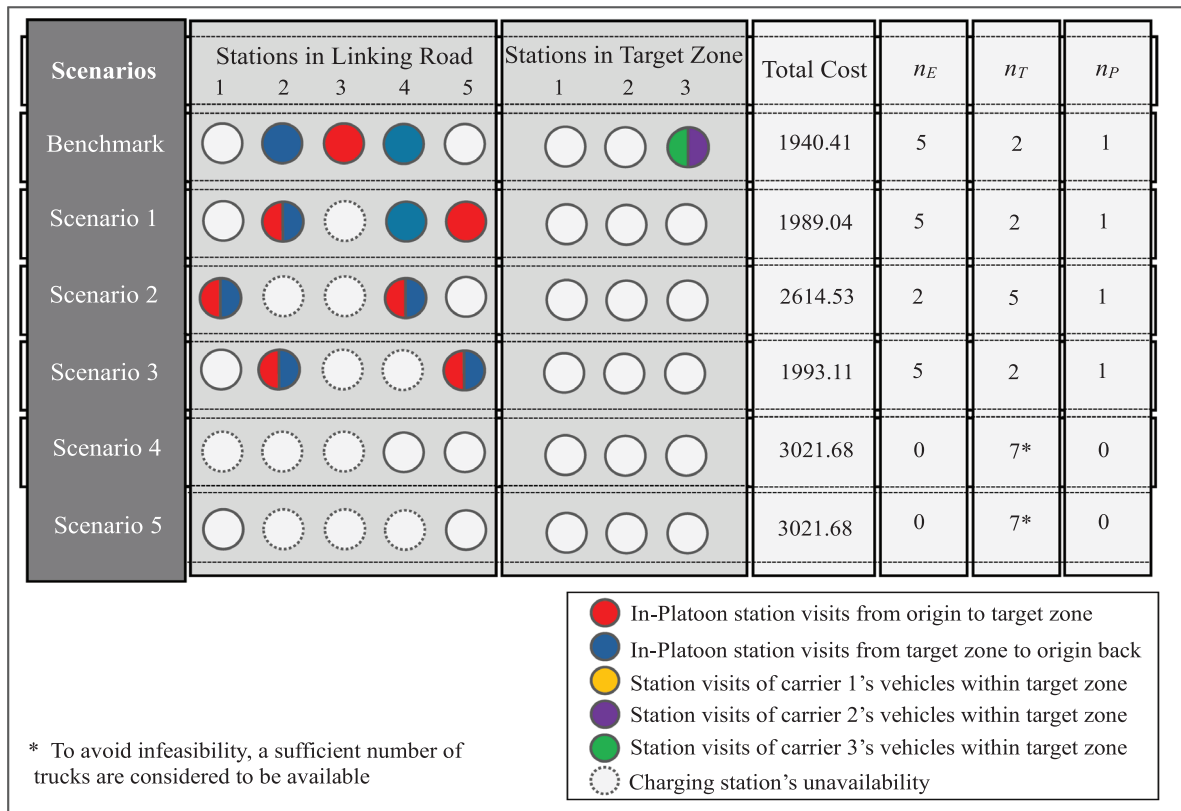 Scenarios
Stations in Linking Road
1 2 3 4 5
Stations in Target Zone
1 2 3
Total Cost
n_E
n_T
n_P
Benchmark
1940.41
5
2
1
Scenario 1
1989.04
5
2
1
Scenario 2
2614.53
2
5
1
Scenario 3
1993.11
5
2
1
Scenario 4
3021.68
0
7*
0
Scenario 5
3021.68
0
7*
0
In-Platoon station visits from origin to target zone
In-Platoon station visits from target zone to origin back
Station visits of carrier 1's vehicles within target zone
Station visits of carrier 2's vehicles within target zone
Station visits of carrier 3's vehicles within target zone
Charging station's unavailability
* To avoid infeasibility, a sufficient number of
trucks are considered to be available